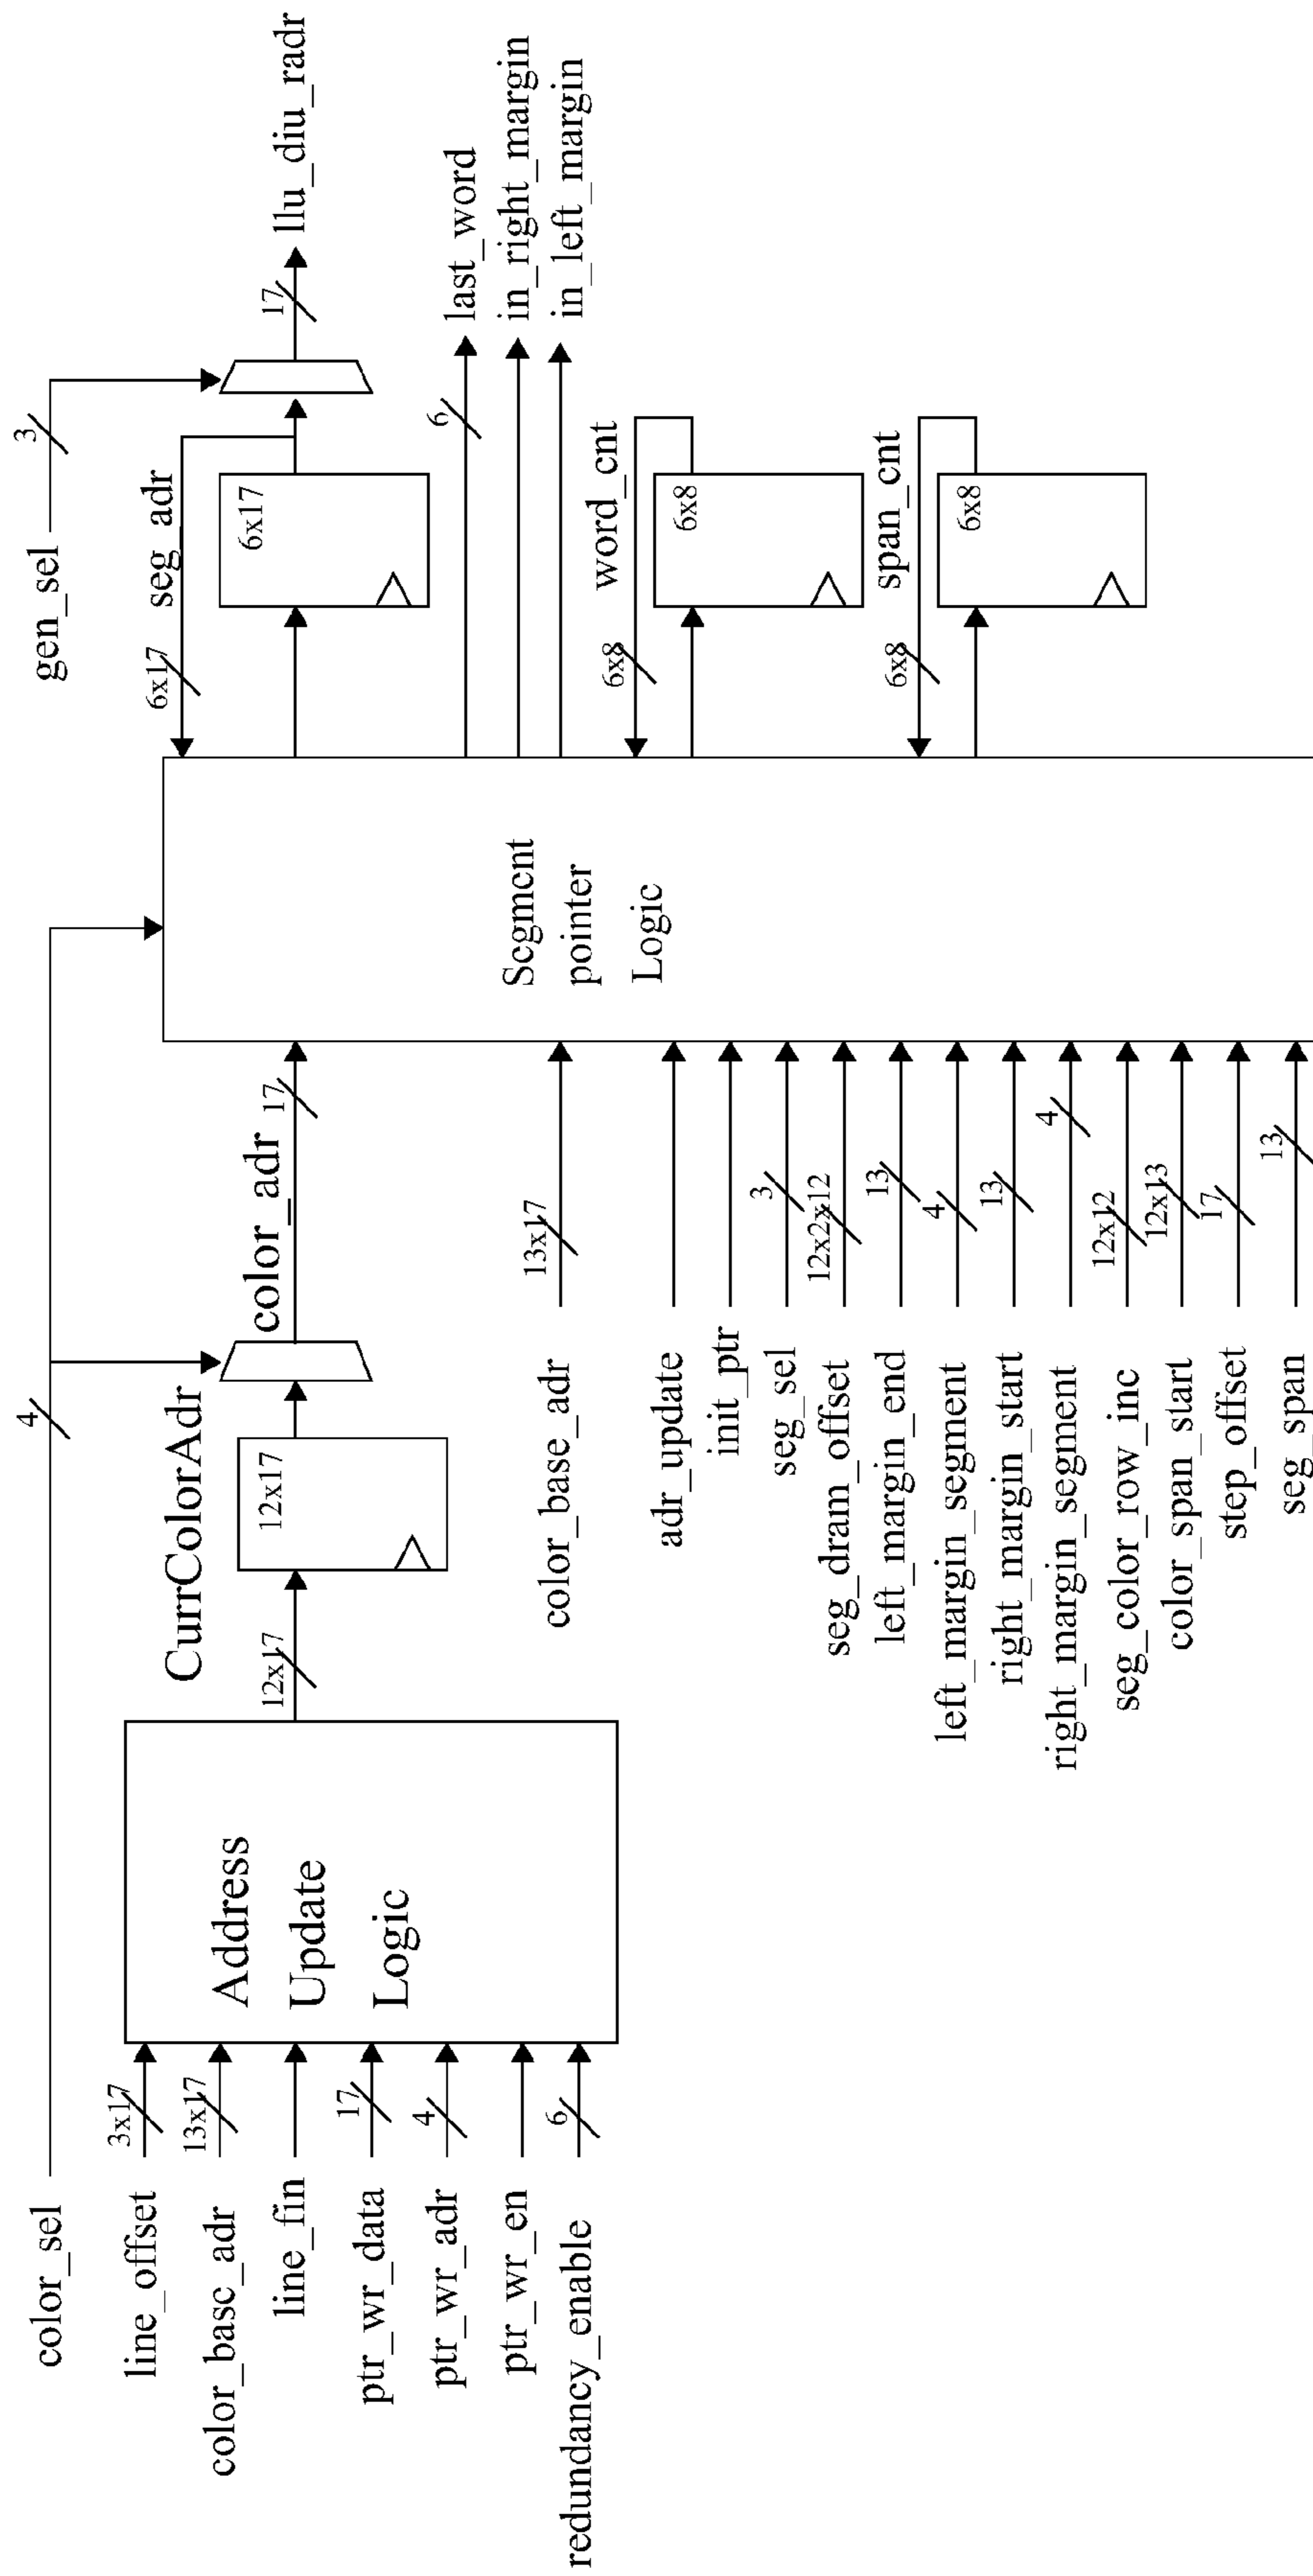 color_sel
4
line_offset
3x17
color_basc_adr
13x17
line_fin
ptr_wr_data
17
ptr_wr_adr
4
ptr_wr_en
redundancy_enable
6
Address
Update
Logic
12x17
CurrColorAdr
12x17
color_adr
17
color_base_adr
13x17
adr_update
init_ptr
seg_sel
3
seg_dram_offset
12x2x12
left_margin_end
13
left_margin_segment
4
right_margin_start
13
right_margin_segment
4
seg_color_row_inc
12x12
color_span_start
12x13
step_offset
17
seg_span
13
Scgmcnt
pointer
Logic
gen_sel
3
seg_adr
6x17
6x17
17
llu_diu_radr
6
last_word
in_right_margin
in_left_margin
word_cnt
6x8
6x8
span_cnt
6x8
6x8